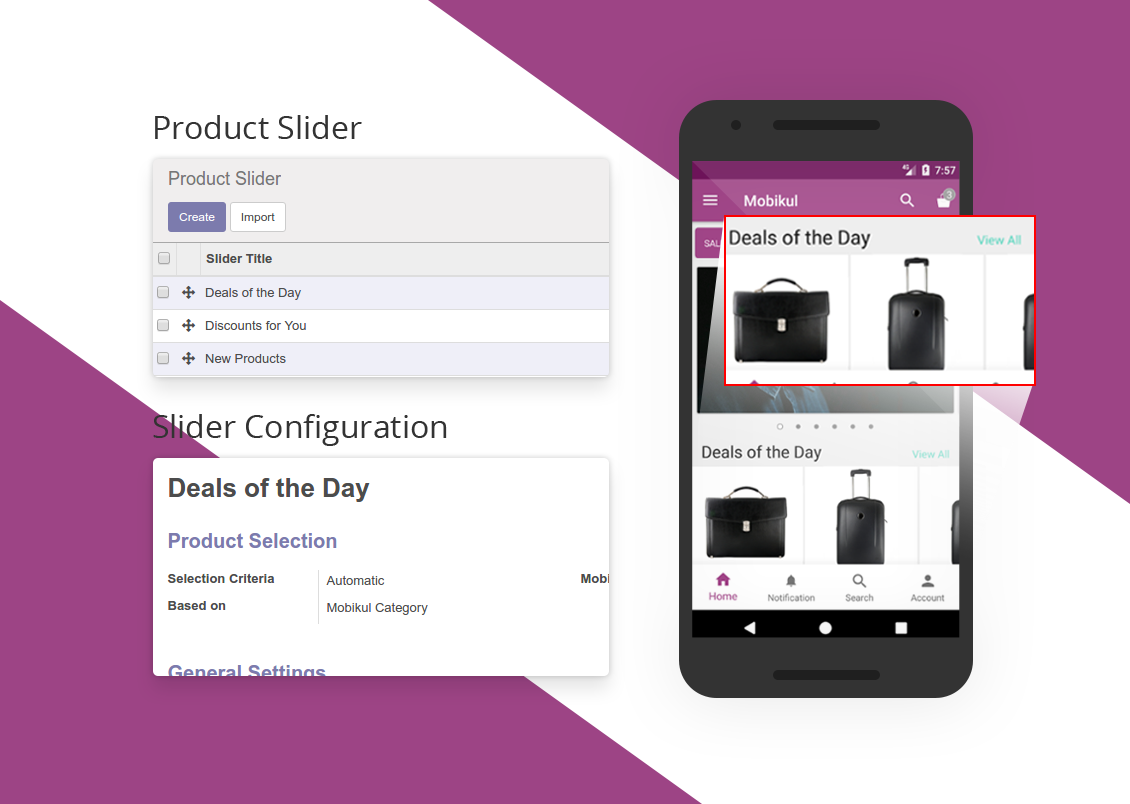 Product Slider
Product Slider
Create Import
Slider Title
Deals of the Day
Discounts for You
New Products
Slider Configuration
Deals of the Day
Product Selection
Selection Criteria Automatic Mobi
Based on Mobikul Category
General Settings
4G 7:57
Mobikul 3
SAL
Deals of the Day View All
Deals of the Day View All
Home Notification Search Account